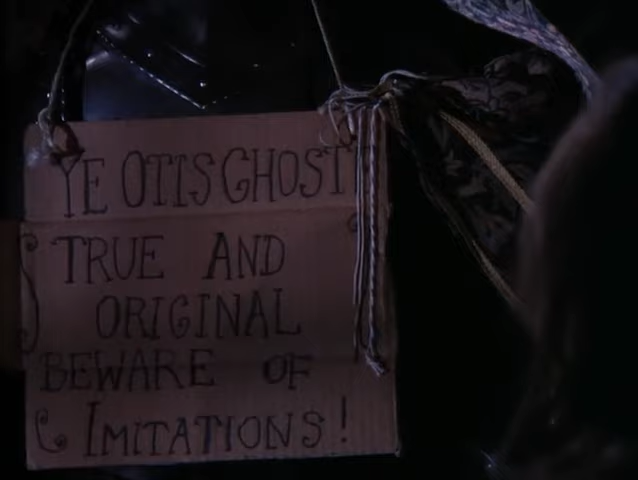 YE OTIS GHOST
TRUE AND
ORIGINAL
BEWARE OF
IMITATIONS!